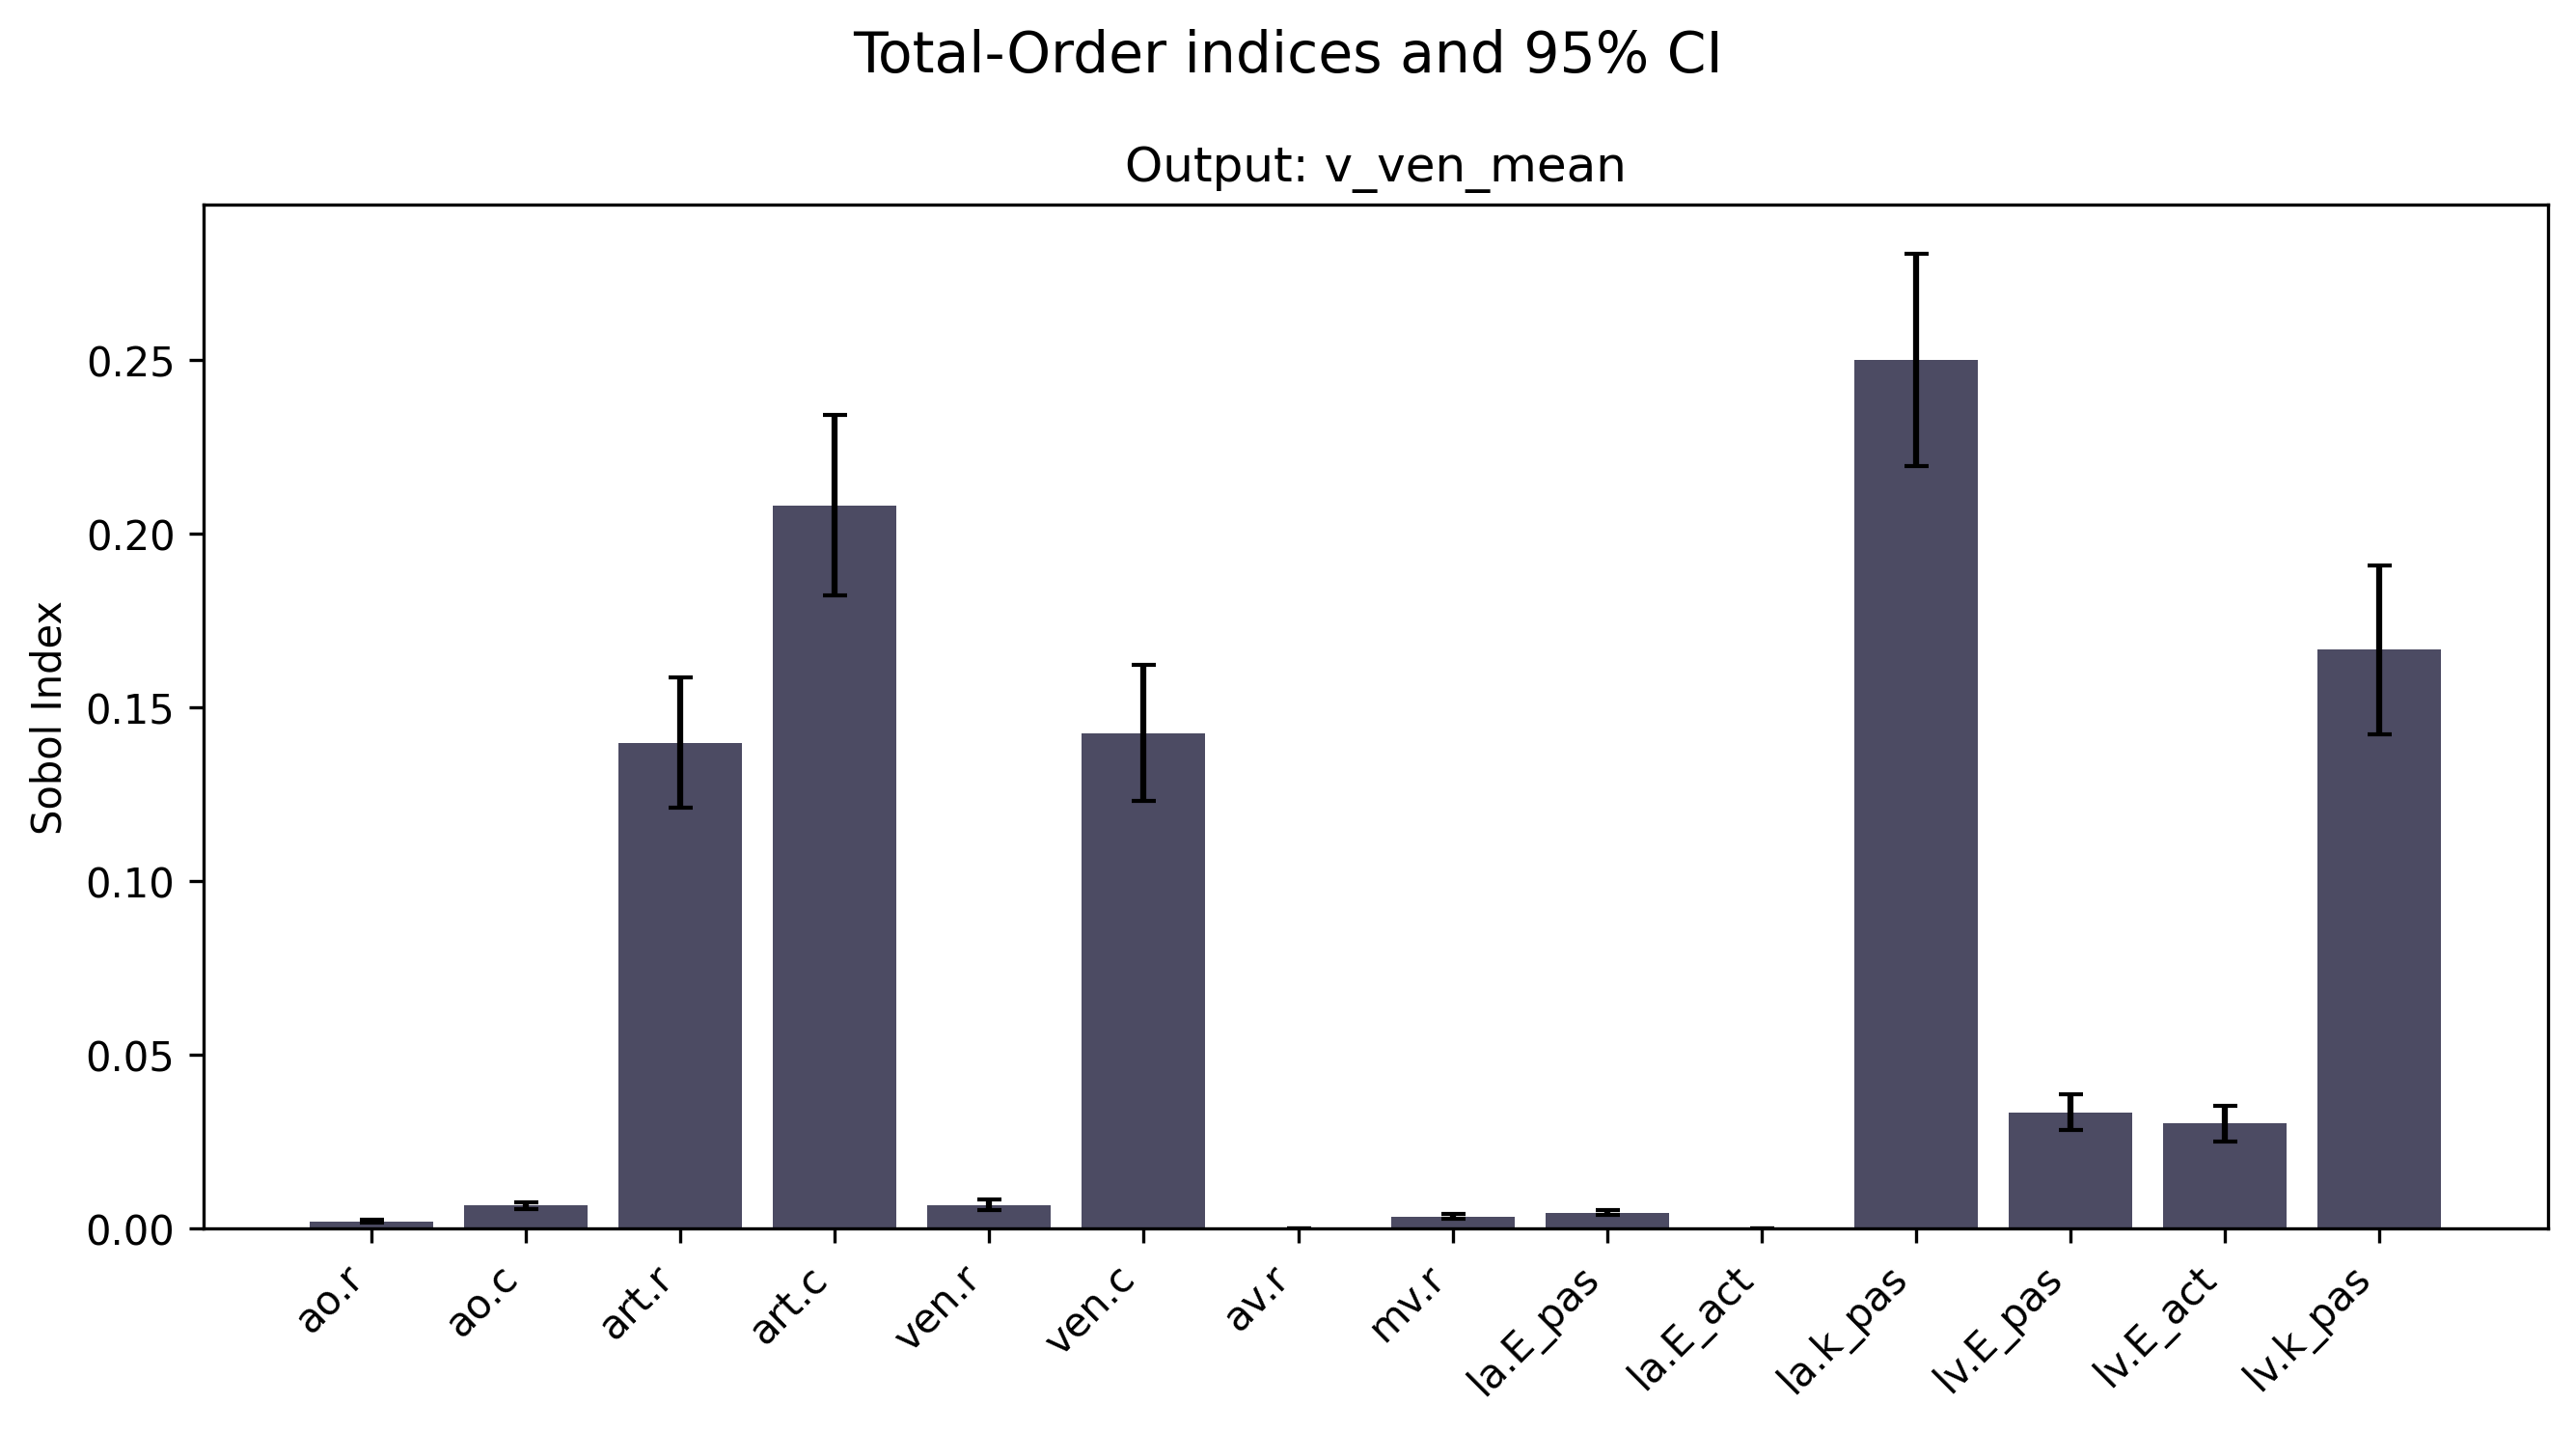 Total-Order indices and 95% CI
Output: v_ven_mean
Sobol Index
0.25
0.20
0.15
0.10
0.05
0.00
ao.r
ao.c
art.r
art.c
ven.r
ven.c
av.r
mv.r
la.E_pas
la.E_act
la.k_pas
lv.E_pas
lv.E_act
lv.k_pas